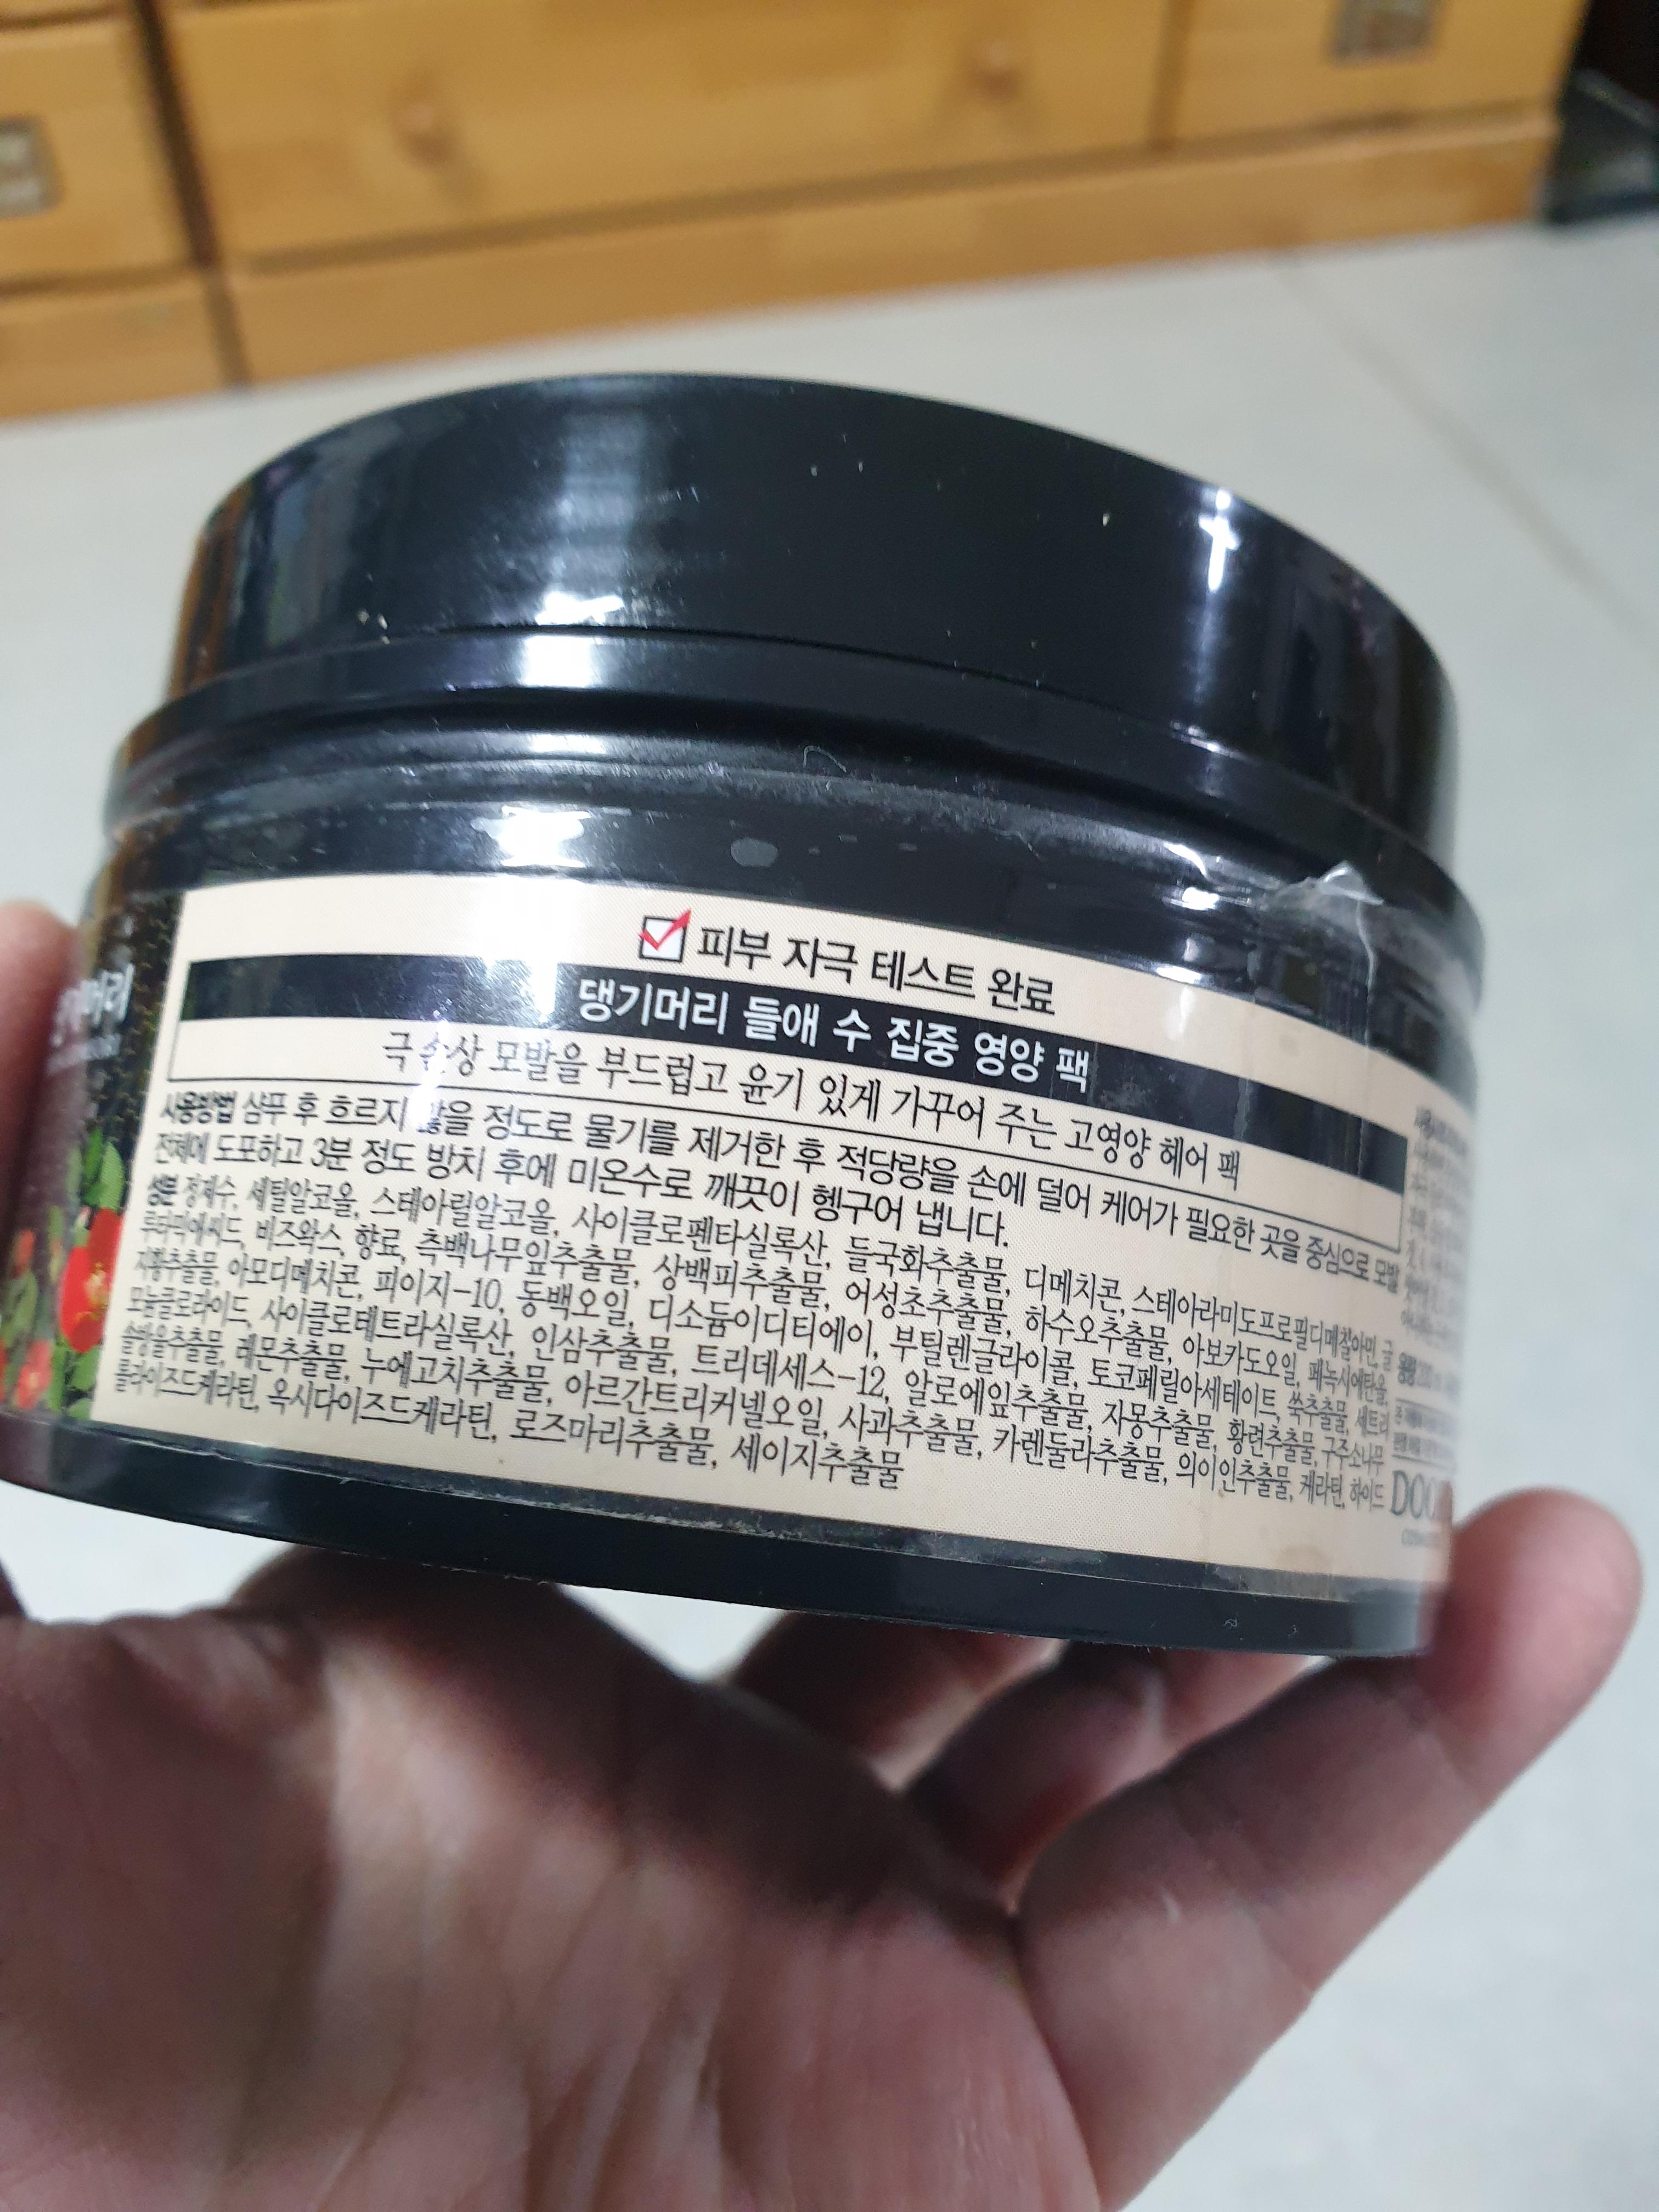 피부 자극 테스트 완료
댕기머리 들애 수 집중 영양 팩
극손상 모발을 부드럽고 윤기 있게 가꾸어 주는 고영양 헤어 팩
사용방법 샴푸 후 흐르지 않을 정도로 물기를 제거한 후 적당량을 손에 덜어 케어가 필요한 곳을 중심으로 모발
전체에 도포하고 3분 정도 방치 후에 미온수로 깨끗이 헹구어 냅니다.
성분 정제수, 세틸알코올, 스테아릴알코올, 사이클로펜타실록산, 들국화추출물, 디메치콘, 스테아라미도프로필디메칠아민, 글
루타믹애씨드, 비즈왁스, 향료, 측백나무잎추출물, 상백피추출물, 어성초추출물, 하수오추출물, 아보카도오일, 페녹시에탄올,
지황추출물, 아모디메치콘, 피이지-10, 동백오일, 디소듐이디티에이, 부틸렌글라이콜, 토코페릴아세테이트, 쑥추출물, 세트리
모늄클로라이드, 사이클로테트라실록산, 인삼추출물, 트리데세스-12, 알로에잎추출물, 자몽추출물, 황련추출물, 구주소나무
솔방울추출물, 레몬추출물, 누에고치추출물, 아르간트리커넬오일, 사과추출물, 카렌둘라추출물, 의이인추출물, 케라틴, 하이드
롤라이즈드케라틴, 옥시다이즈드케라틴, 로즈마리추출물, 세이지추출물